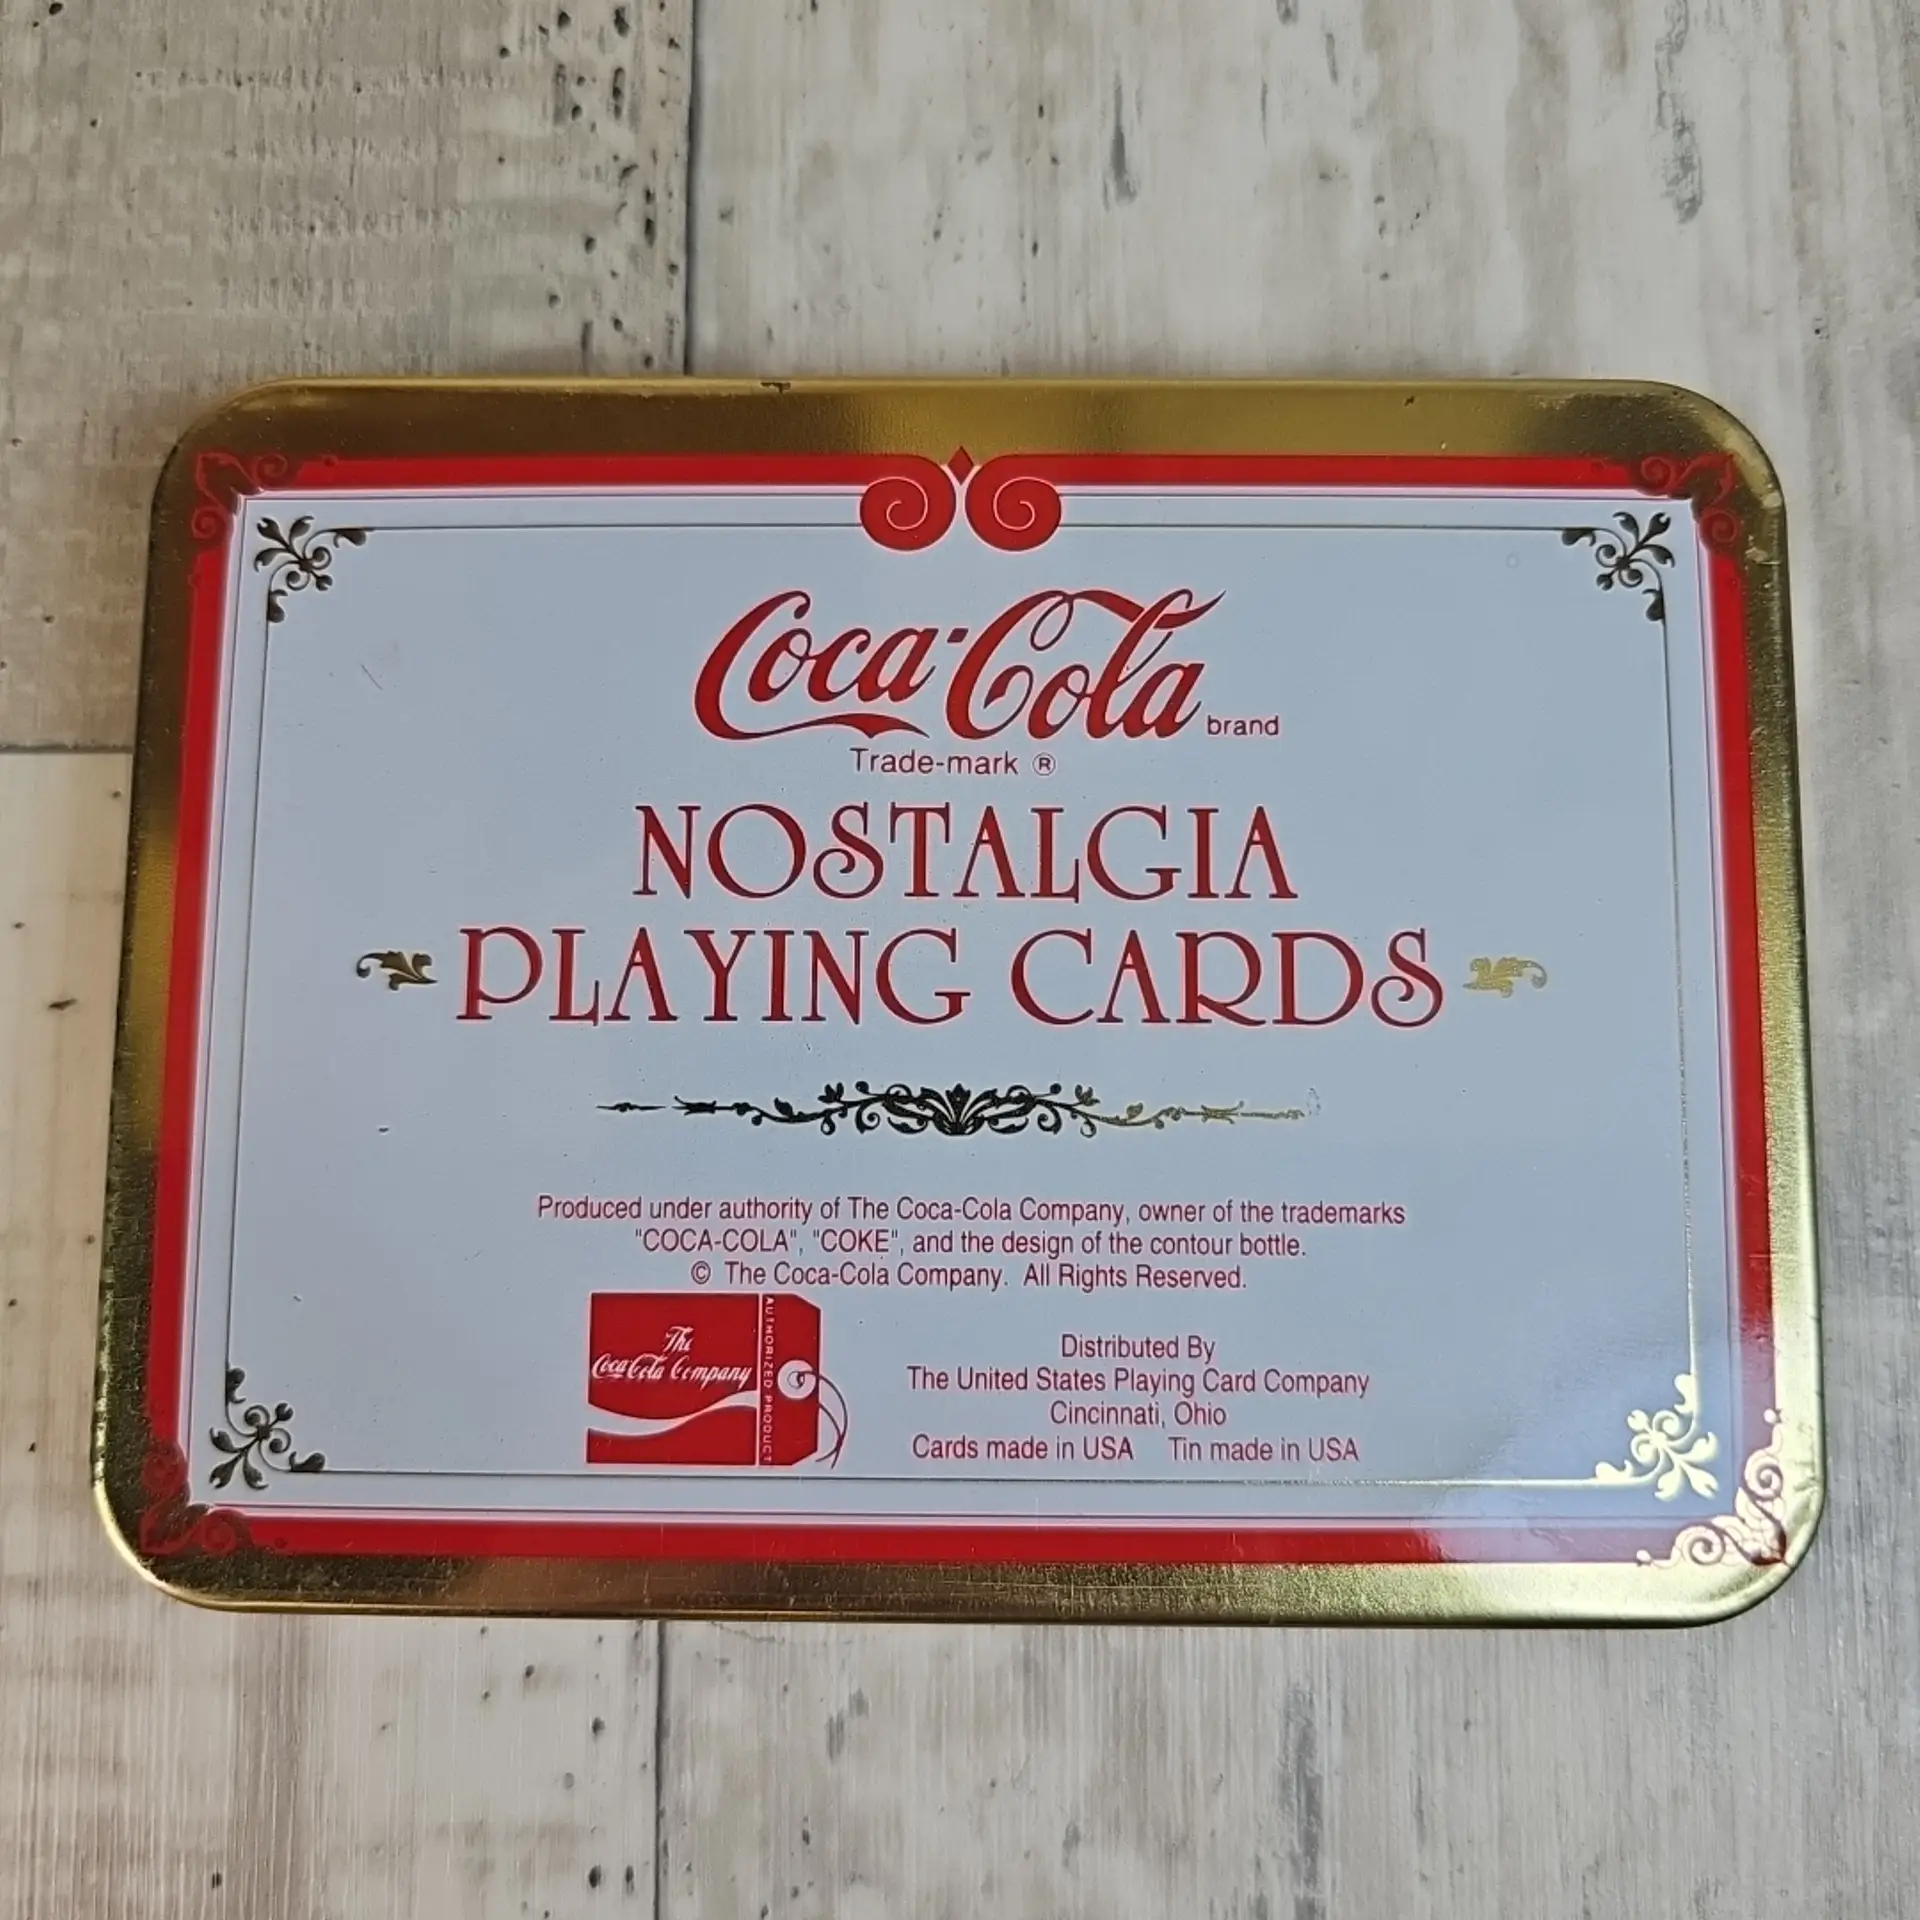 Coca-Cola brand
Trade-mark ®
NOSTALGIA
PLAYING CARDS
Produced under authority of The Coca-Cola Company, owner of the trademarks
"COCA-COLA", "COKE", and the design of the contour bottle.
© The Coca-Cola Company. All Rights Reserved.
The
Coca-Cola Company
AUTHORIZED PRODUCT
Distributed By
The United States Playing Card Company
Cincinnati, Ohio
Cards made in USA Tin made in USA